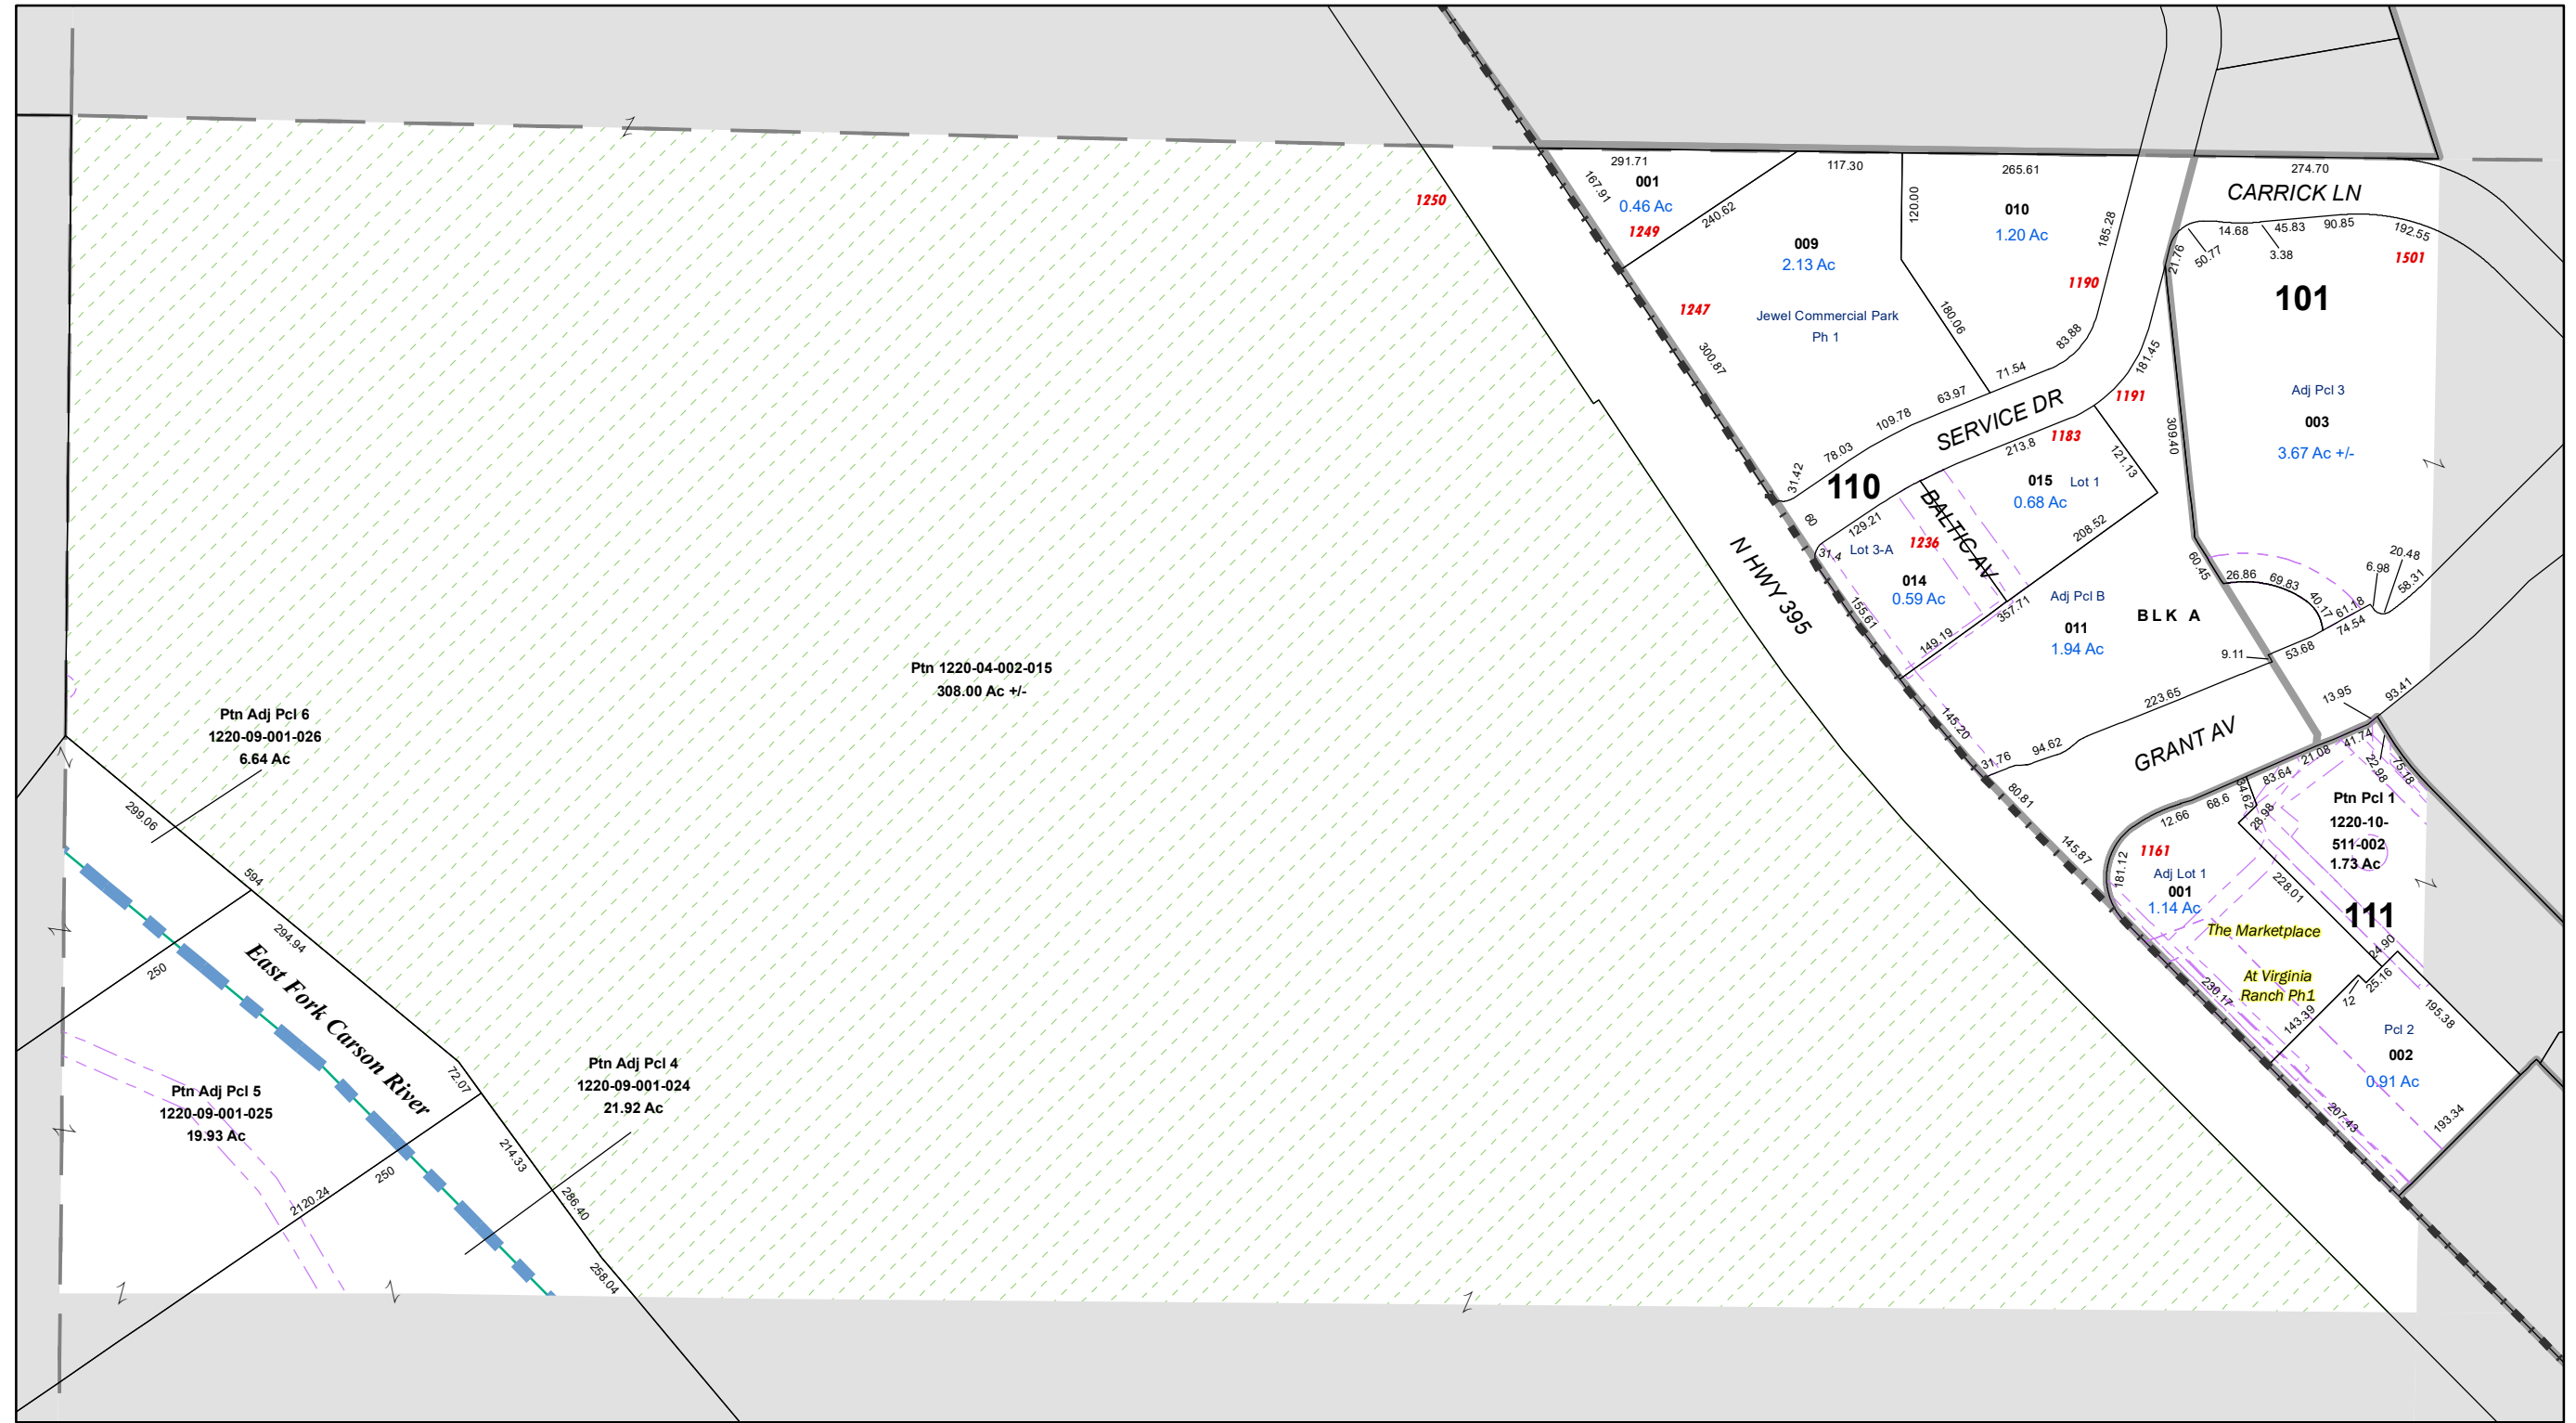 291.71
001
0.46 Ac
1249
167.91
240.62
117.30
009
2.13 Ac
1247
Jewel Commercial Park
Ph 1
300.87
120.00
265.61
010
1.20 Ac
185.28
1190
180.06
83.88
71.54
63.97
109.78
78.03
31.42
274.70
CARRICK LN
21.76
50.77
14.68
45.83
3.38
90.85
192.55
1501
101
1250
181.45
1191
309.40
Adj Pcl 3
003
3.67 Ac +/-
SERVICE DR
110
60
213.8
1183
121.13
015
Lot 1
0.68 Ac
208.52
BALTIC AV
129.21
31.4
Lot 3-A
1236
014
0.59 Ac
155.61
149.19
357.71
N HWY 395
Adj Pcl B
011
1.94 Ac
BLK A
60.45
26.86
69.83
40.17
61.18
6.98
20.48
58.31
74.54
53.68
9.11
145.20
31.76
94.62
223.65
GRANT AV
13.95
93.41
80.81
145.87
12.66
68.6
34.62
28.98
83.64
21.08
41.74
22.98
75.18
Ptn Pcl 1
1220-10-
511-002
1.73 Ac
111
181.12
1161
Adj Lot 1
001
1.14 Ac
228.01
The Marketplace
At Virginia
Ranch Ph1
24.90
25.16
12
143.39
230.17
195.38
Pcl 2
002
0.91 Ac
207.43
193.34
Ptn 1220-04-002-015
308.00 Ac +/-
Ptn Adj Pcl 6
1220-09-001-026
6.64 Ac
299.06
594
294.94
250
East Fork Carson River
72.07
Ptn Adj Pcl 5
1220-09-001-025
19.93 Ac
Ptn Adj Pcl 4
1220-09-001-024
21.92 Ac
250
2120.24
214.33
286.40
258.04